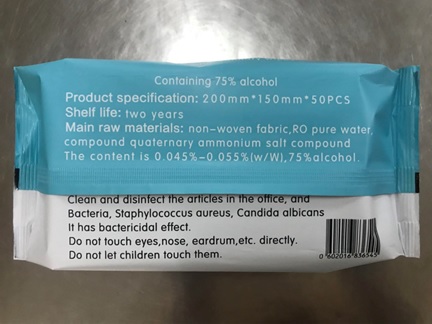 Containing 75% alcohol
Product specification: 200mm*150mm*50PCS
Shelf life: two years
Main raw materials: non-woven fabric,RO pure water,
compound quaternary ammonium salt compound
The content is 0.045%-0.055%(w/W),75%alcohol.
Clean and disinfect the articles in the office, and
Bacteria, Staphylococcus aureus, Candida albicans
It has bactericidal effect.
Do not touch eyes,nose, eardrum,etc. directly.
Do not let children touch them.
0 602016 836545